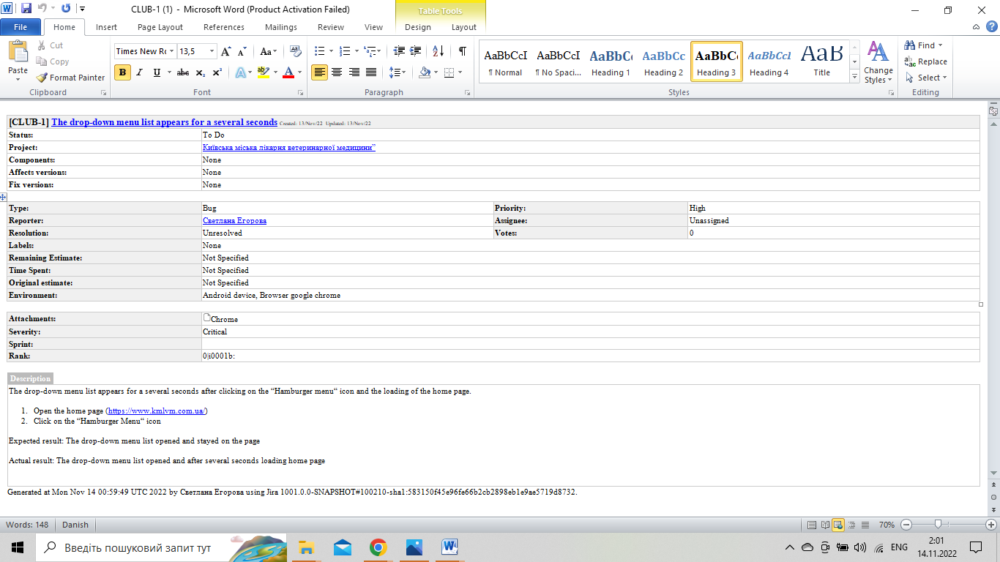 CLUB-1 (1) - Microsoft Word (Product Activation Failed)
Table Tools
File Home Insert Page Layout References Mailings Review View Design Layout
Paste
Cut
Copy
Format Painter
Clipboard
Times New Ro 13,5
Font
Paragraph
AaBbCcI AaBbCcI AaBbCc AaBbCc AaBbC AaBbCcI AaB
¶ Normal ¶ No Spaci... Heading 1 Heading 2 Heading 3 Heading 4 Title
Change Styles
Styles
Find
Replace
Select
Editing
[CLUB-1] The drop-down menu list appears for a several seconds Created: 13/Nov/22 Updated: 13/Nov/22
Status: To Do
Project: Київська міська лікарня ветеринарної медицини”
Components: None
Affects versions: None
Fix versions: None
Type: Bug Priority: High
Reporter: Светлана Егорова Assignee: Unassigned
Resolution: Unresolved Votes: 0
Labels: None
Remaining Estimate: Not Specified
Time Spent: Not Specified
Original estimate: Not Specified
Environment: Android device, Browser google chrome
Attachments: Chrome
Severity: Critical
Sprint:
Rank: 0|i0001b:
Description
The drop-down menu list appears for a several seconds after clicking on the “Hamburger menu“ icon and the loading of the home page.
1. Open the home page (https://www.kmlvm.com.ua/)
2. Click on the “Hamburger Menu“ icon
Expected result: The drop-down menu list opened and stayed on the page
Actual result: The drop-down menu list opened and after several seconds loading home page
Generated at Mon Nov 14 00:59:49 UTC 2022 by Светлана Егорова using Jira 1001.0.0-SNAPSHOT#100210-sha1:583150f45e96fe66b2cb2898eb1e9ae5719d8732.
Words: 148 Danish 70%
Введіть пошуковий запит тут
ENG
2:01
14.11.2022